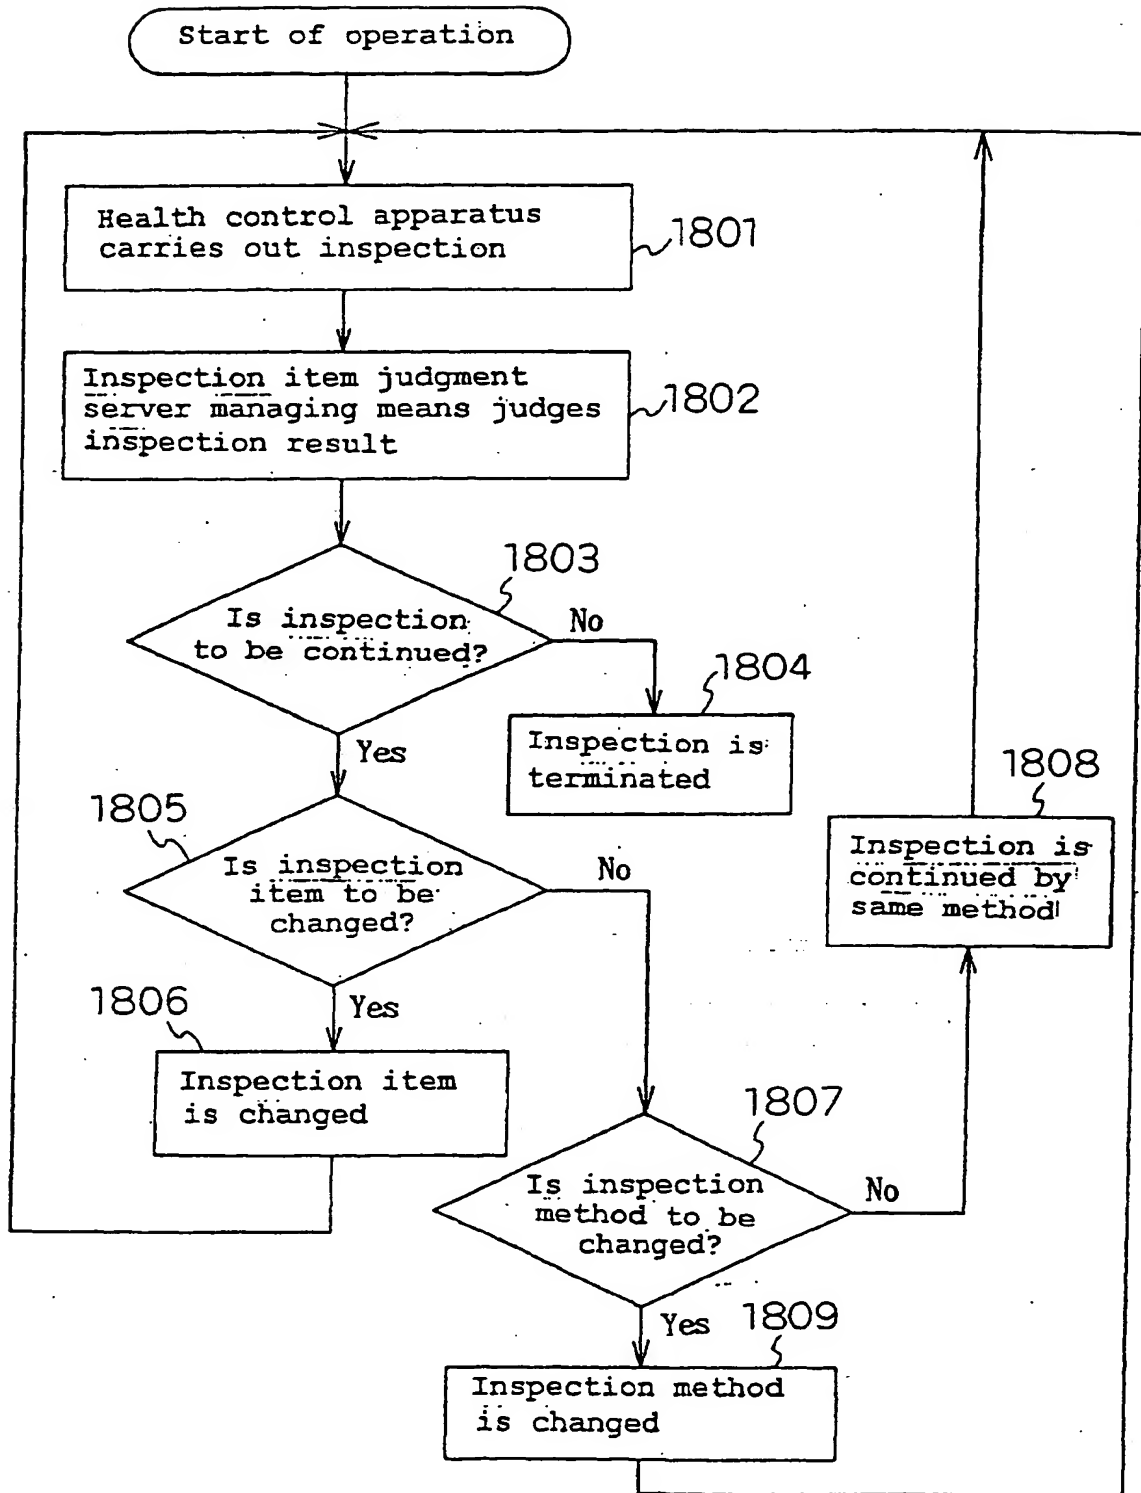 Start of operation
Health control apparatus
carries out inspection
1801
Inspection item judgment
server managing means judges
inspection result
1802
1803
Is inspection
to be continued?
No
1804
Inspection is
terminated
Yes
1805
Is inspection
item to be
changed?
No
1808
Inspection is
continued by
same method
Yes
1806
Inspection item
is changed
1807
Is inspection
method to be
changed?
No
Yes
1809
Inspection method
is changed